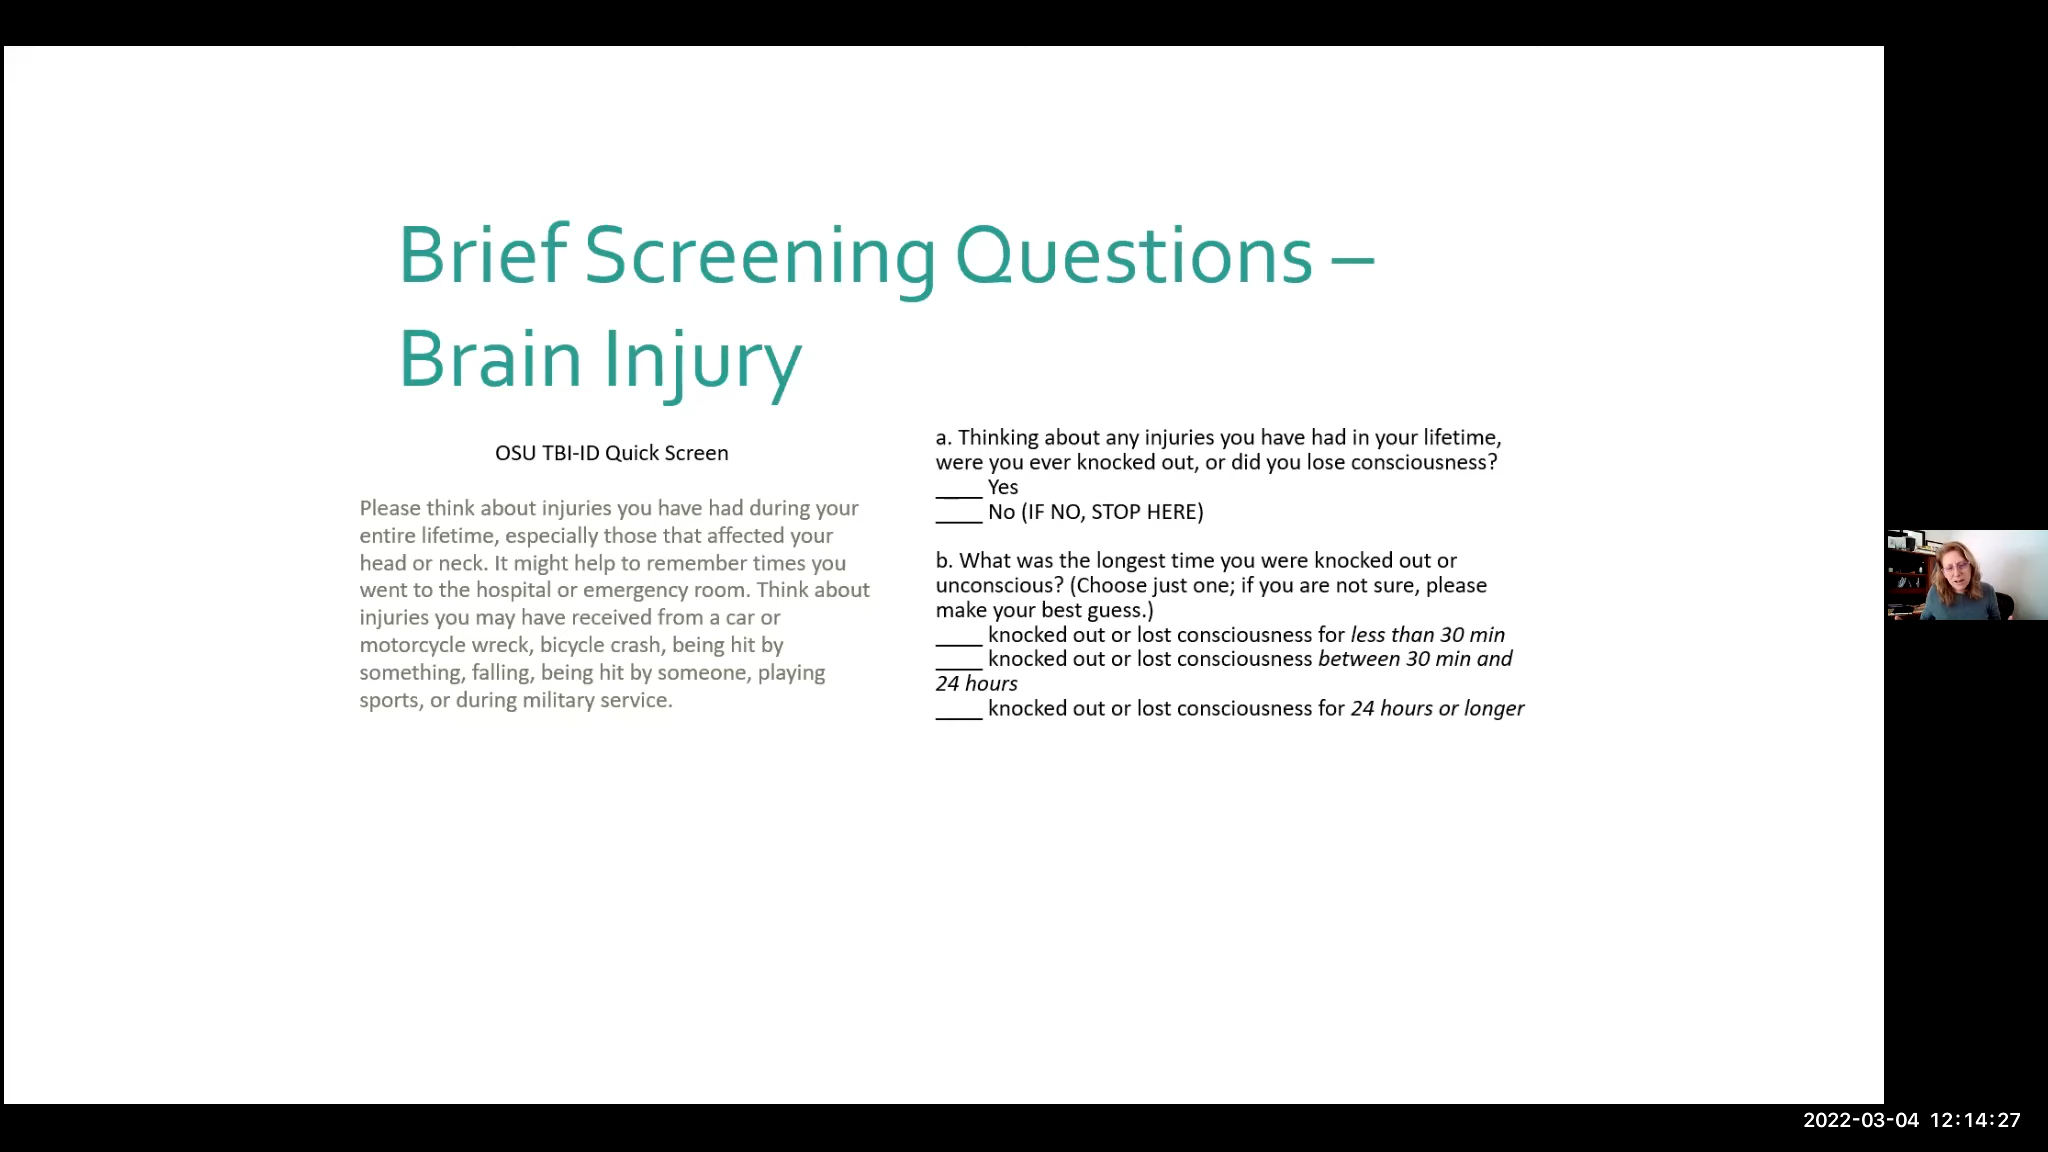 Brief Screening Questions –
Brain Injury
OSU TBI-ID Quick Screen
Please think about injuries you have had during your
entire lifetime, especially those that affected your
head or neck. It might help to remember times you
went to the hospital or emergency room. Think about
injuries you may have received from a car or
motorcycle wreck, bicycle crash, being hit by
something, falling, being hit by someone, playing
sports, or during military service.
a. Thinking about any injuries you have had in your lifetime,
were you ever knocked out, or did you lose consciousness?
____ Yes
____ No (IF NO, STOP HERE)
b. What was the longest time you were knocked out or
unconscious? (Choose just one; if you are not sure, please
make your best guess.)
____ knocked out or lost consciousness for less than 30 min
____ knocked out or lost consciousness between 30 min and
24 hours
____ knocked out or lost consciousness for 24 hours or longer
2022-03-04 12:14:27